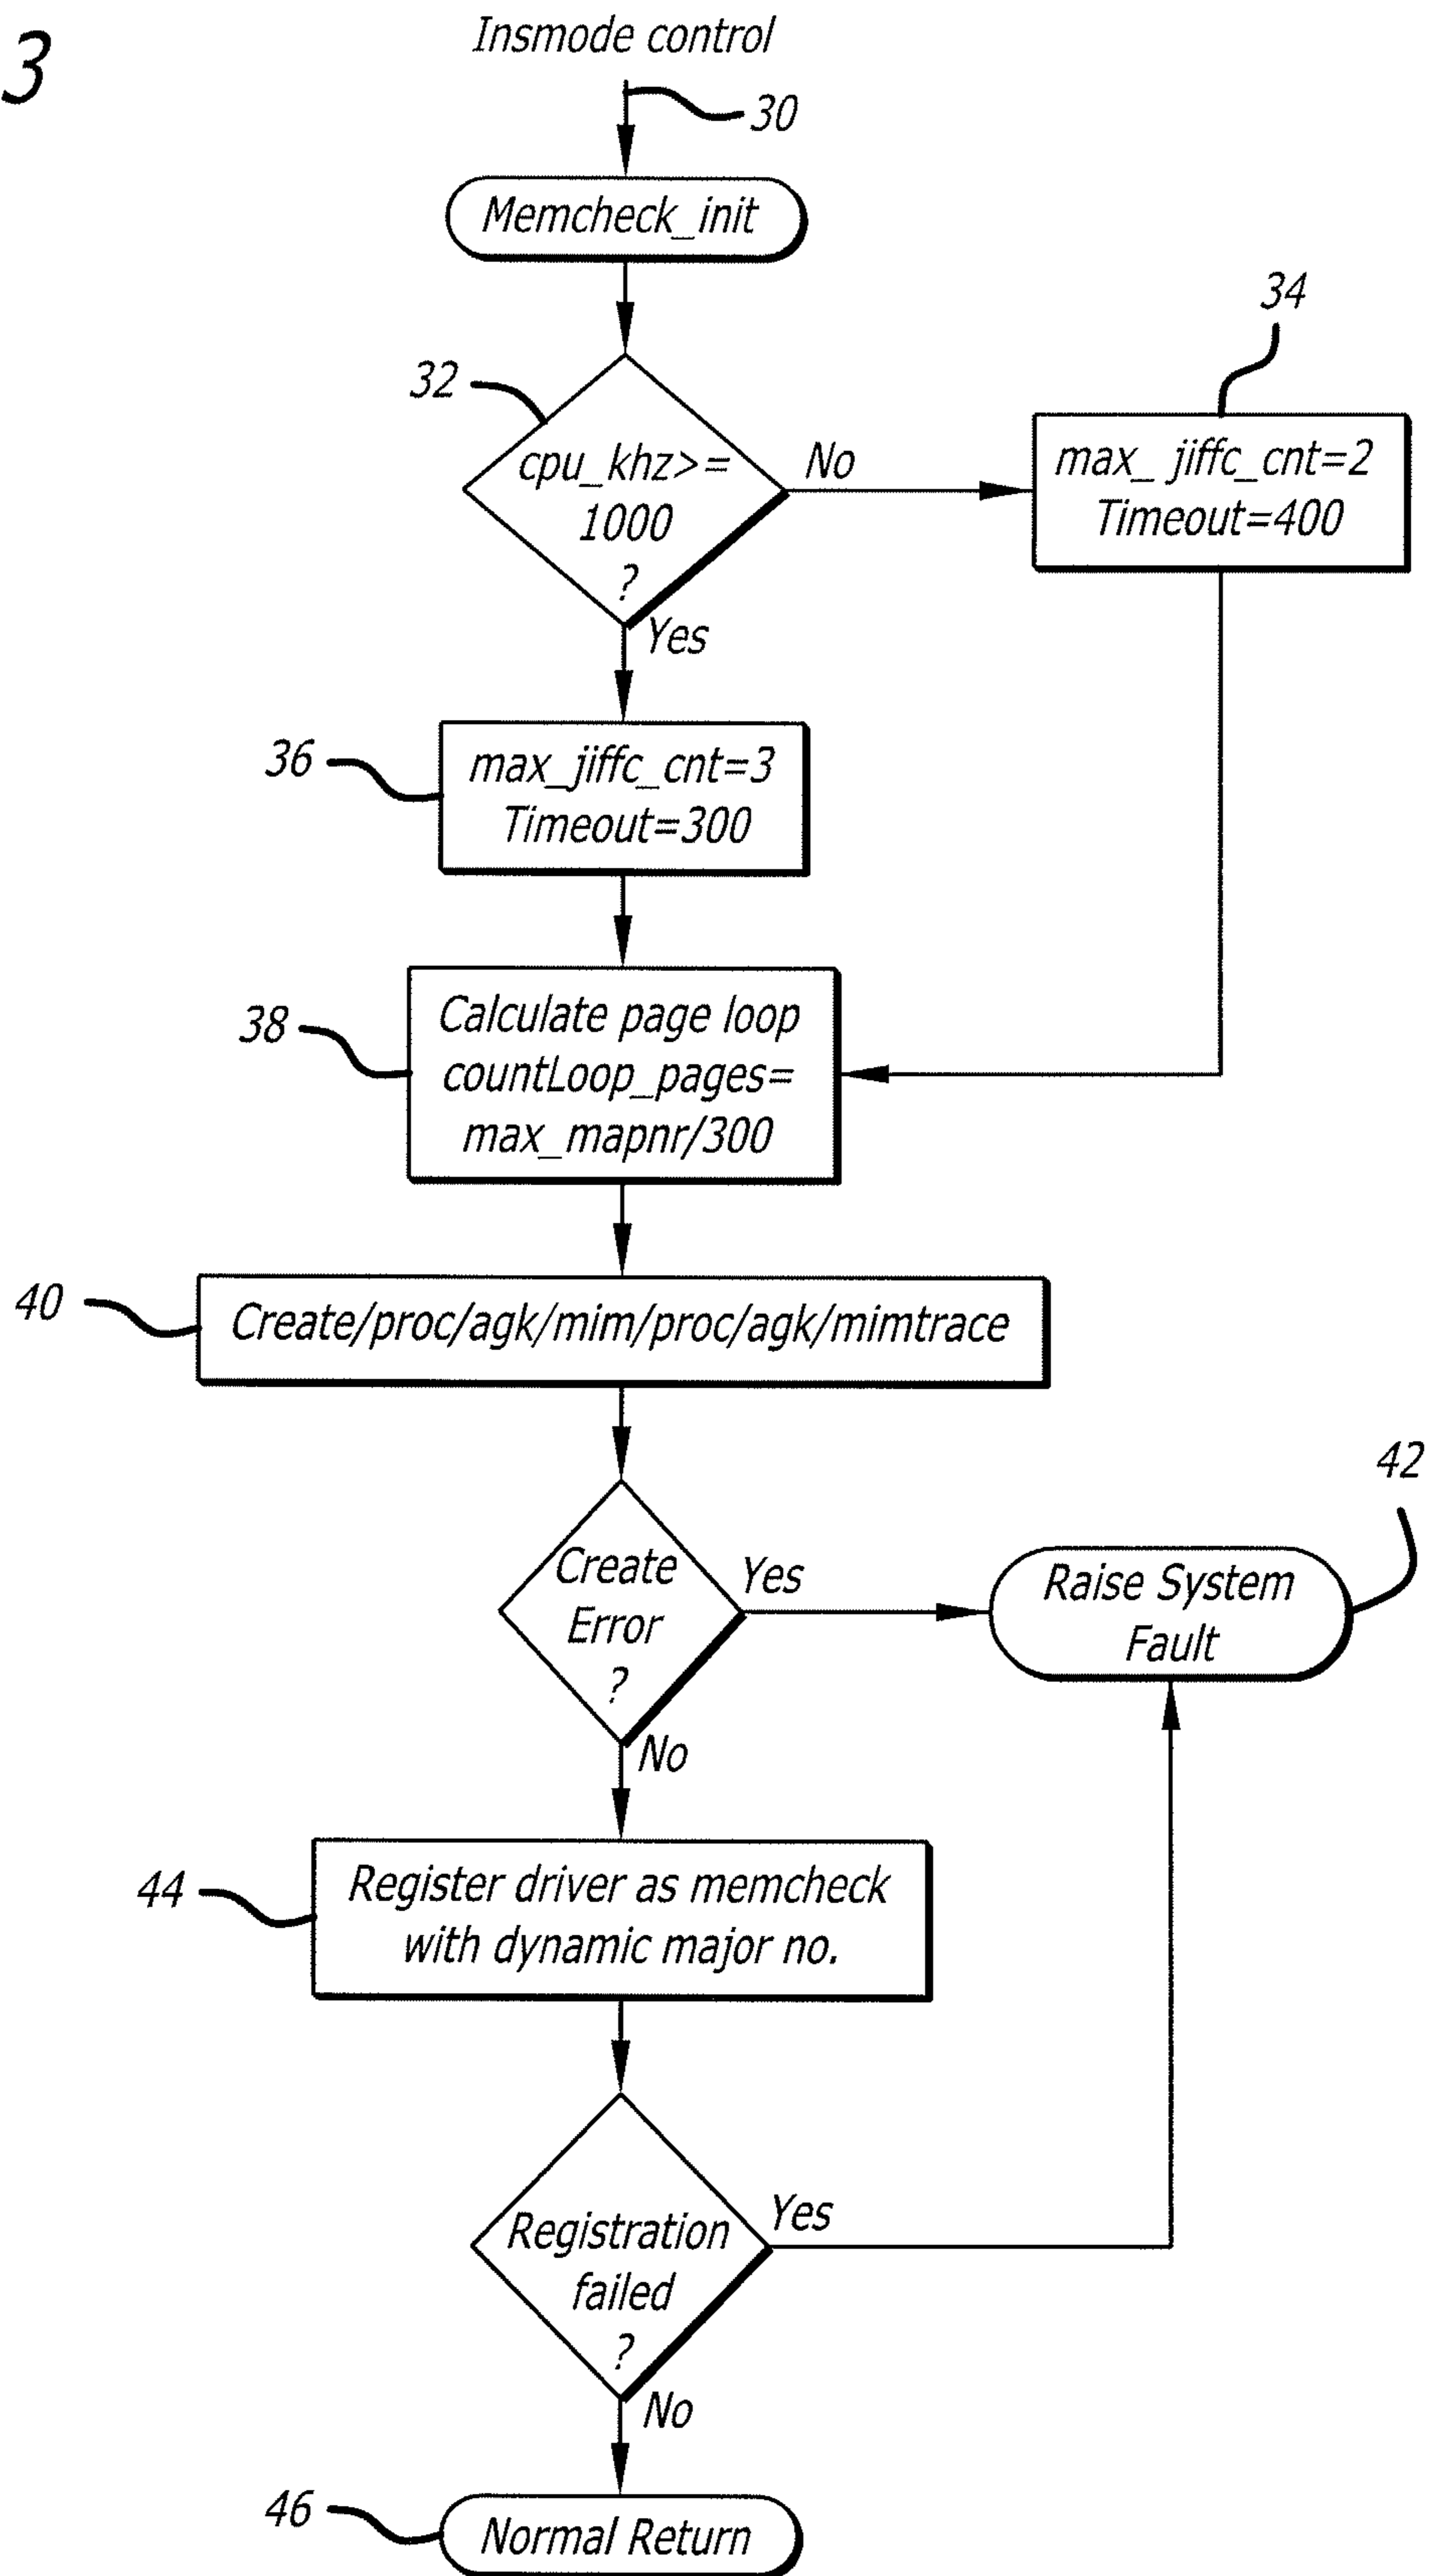 3
Insmode control
30
Memcheck_init
34
32
cpu_khz>=
1000
?
No
max_ jiffc_cnt=2
Timeout=400
Yes
36
max_jiffc_cnt=3
Timeout=300
38
Calculate page loop
countLoop_pages=
max_mapnr/300
40
Create/proc/agk/mim/proc/agk/mimtrace
42
Create
Error
?
Yes
Raise System
Fault
No
44
Register driver as memcheck
with dynamic major no.
Registration
failed
?
Yes
No
46
Normal Return